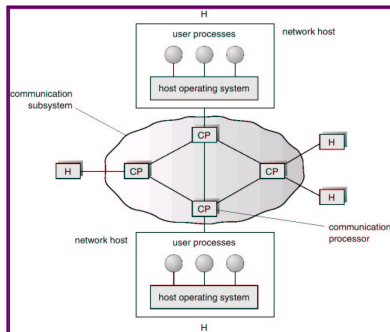 H
user processes
network host
host operating system
communication
subsystem
CP
H
CP
CP
H
CP
H
communication
processor
network host
user processes
host operating system
H